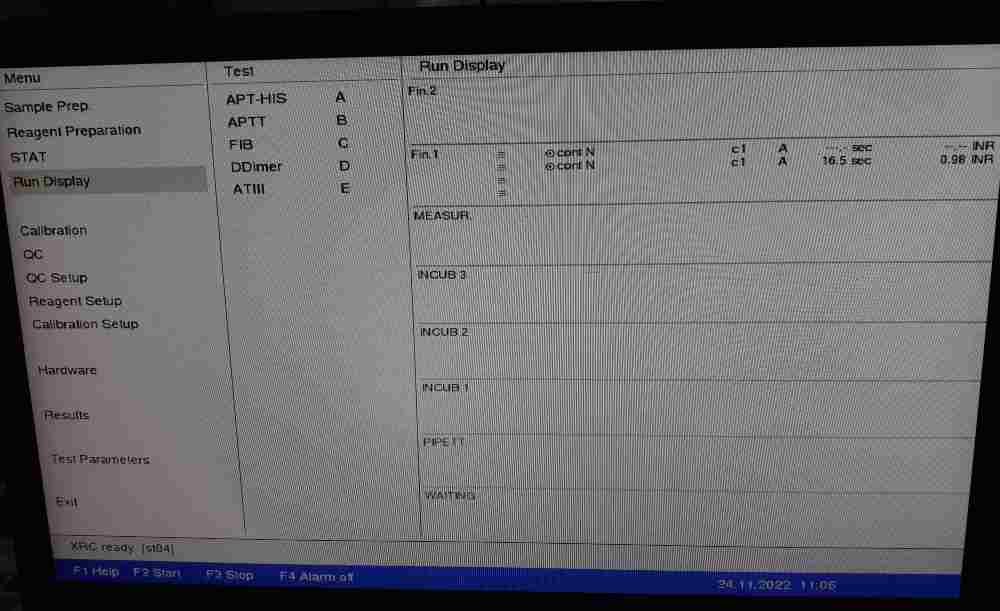 Menu
Sample Prep.
Reagent Preparation
STAT
Run Display
Calibration
QC
QC Setup
Reagent Setup
Calibration Setup
Hardware
Results
Test Parameters
Exit
Test
APT-HIS A
APTT B
FIB C
DDimer D
ATIII E
Run Display
Fin.2
Fin.1 ≡ ⊙cont N c1 A ---.- sec --.-- INR
≡ ⊙cont N c1 A 16.5 sec 0.98 INR
≡
≡
MEASUR.
INCUB 3
INCUB 2
INCUB 1
PIPETT
WAITING
XRC ready [st84]
F1 Help F2 Start F3 Stop F4 Alarm off 24.11.2022 11:06